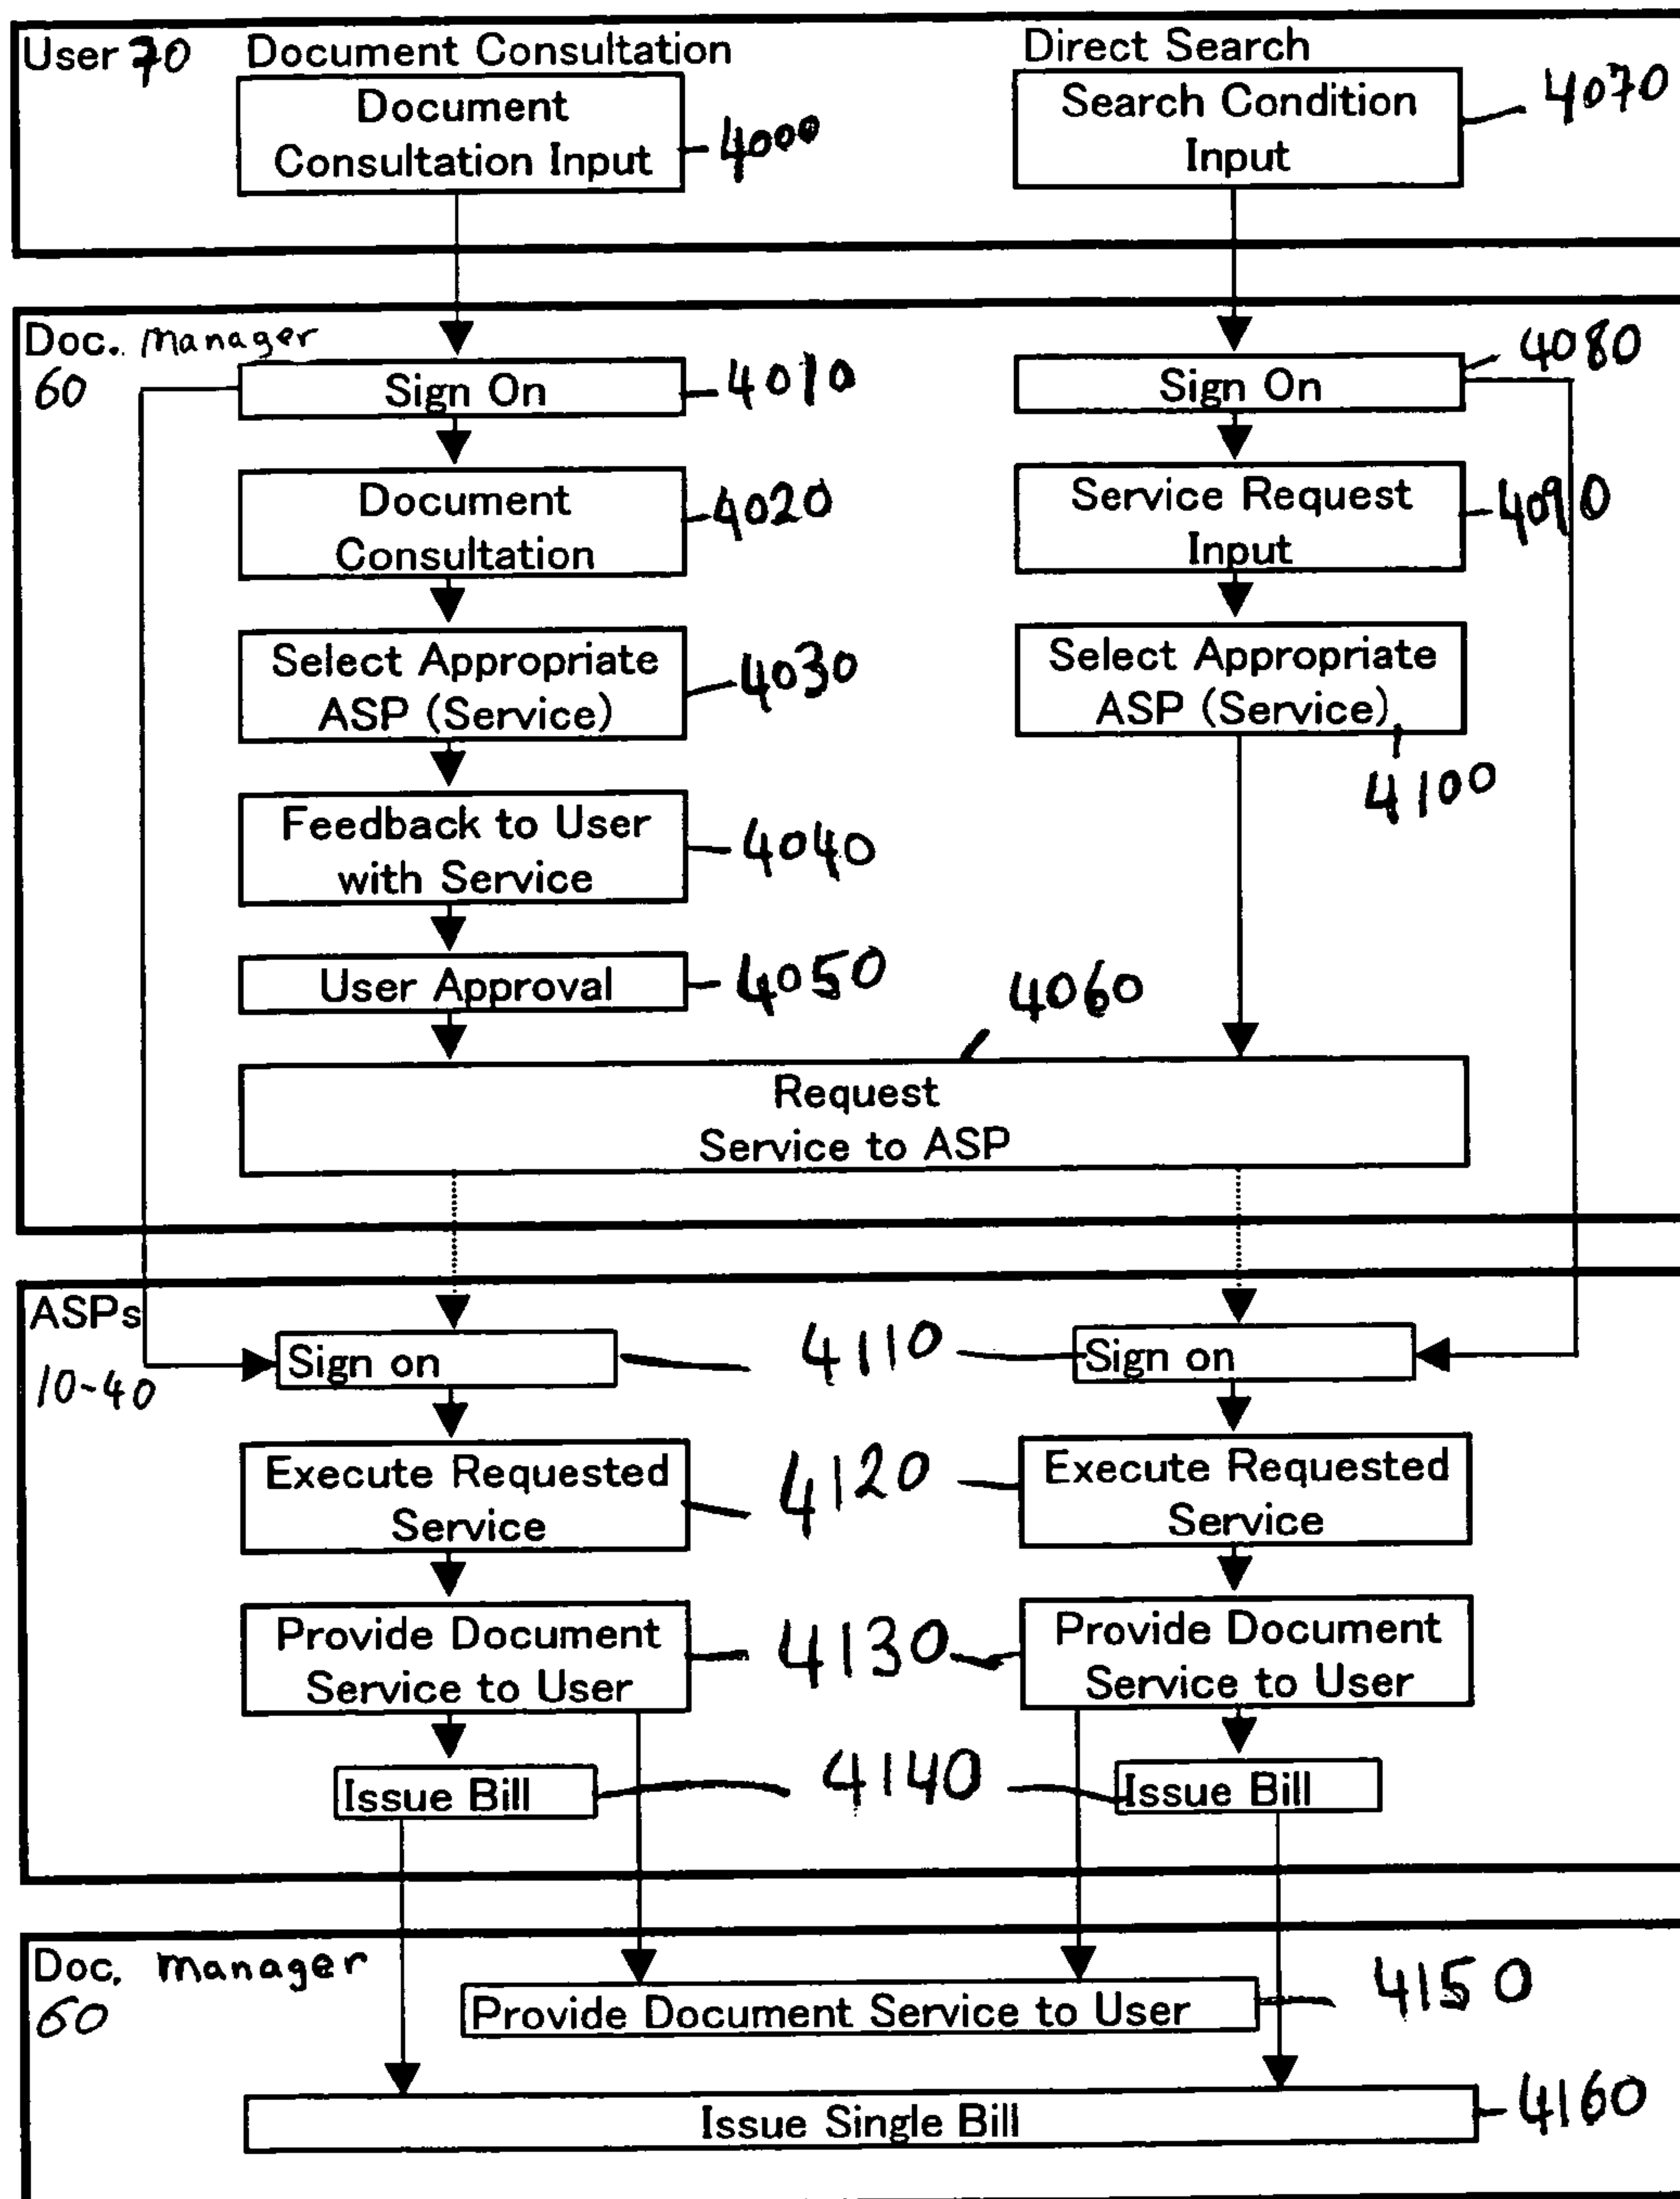 User 70
Document Consultation
Direct Search
Document
Consultation Input
4000
Search Condition
Input
4070
Doc. manager
60
Sign On
4010
Sign On
4080
Document
Consultation
4020
Service Request
Input
4090
Select Appropriate
ASP (Service)
4030
Select Appropriate
ASP (Service)
4100
Feedback to User
with Service
4040
User Approval
4050
4060
Request
Service to ASP
ASPs
10~40
Sign on
4110
Sign on
Execute Requested
Service
4120
Execute Requested
Service
Provide Document
Service to User
4130
Provide Document
Service to User
Issue Bill
4140
Issue Bill
Doc. manager
60
Provide Document Service to User
4150
Issue Single Bill
4160